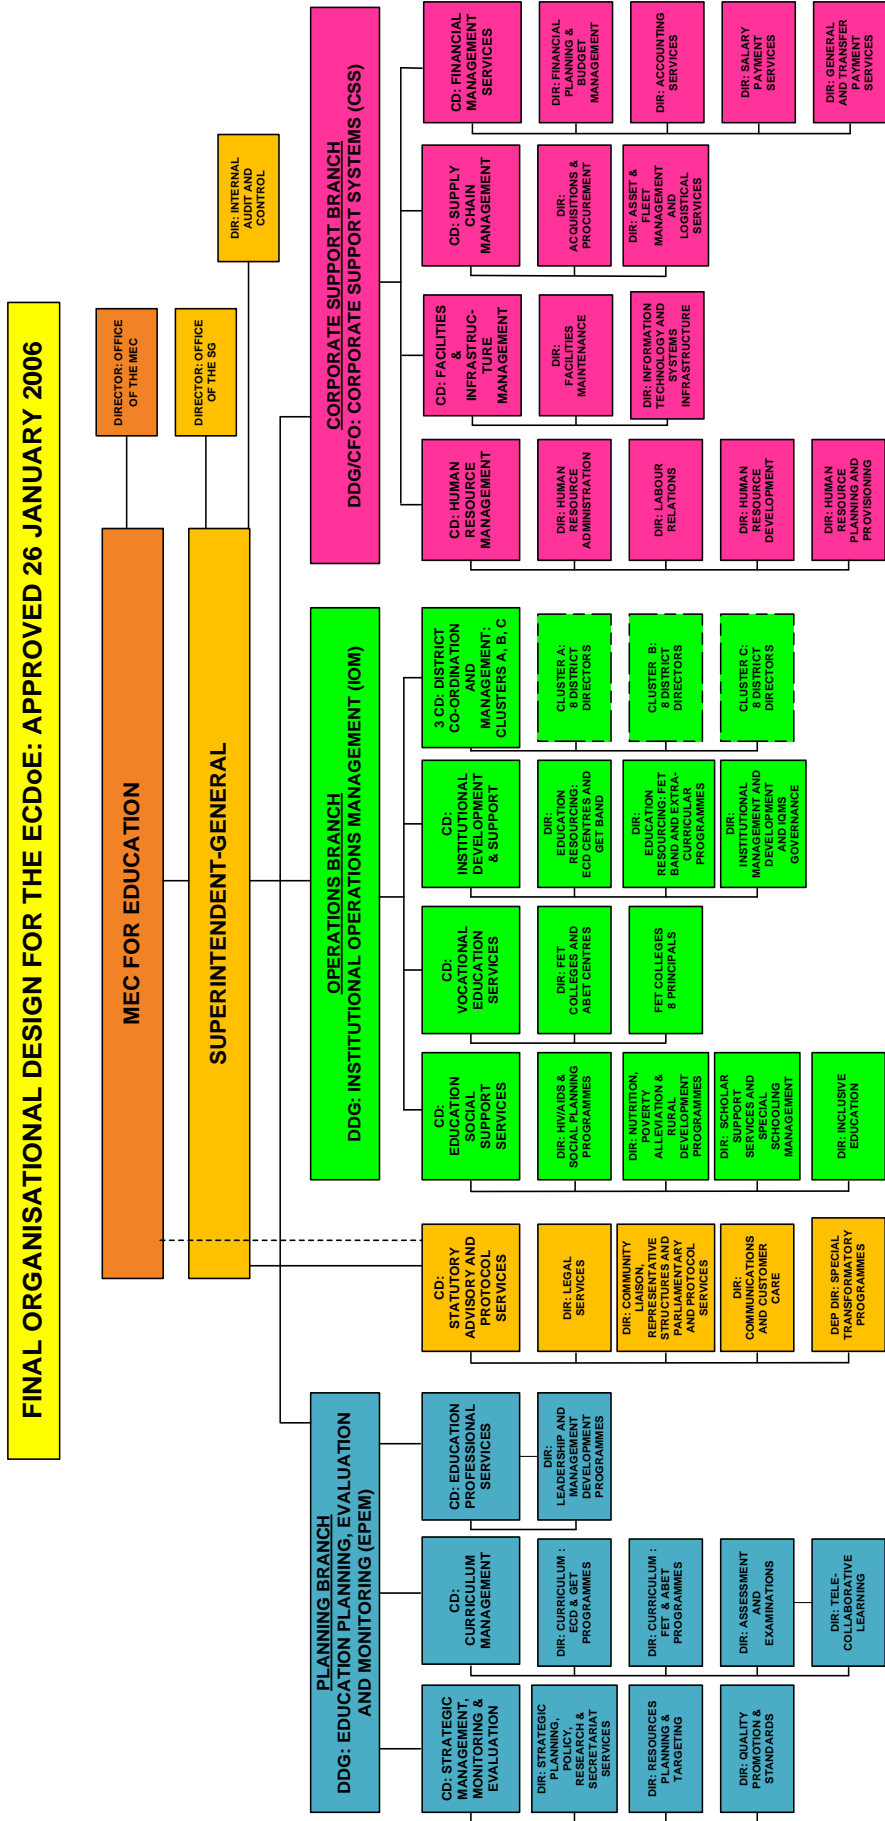 FINAL ORGANISATIONAL DESIGN FOR THE ECDoE: APPROVED 26 JANUARY 2006
MEC FOR EDUCATION
DIRECTOR: OFFICE
OF THE MEC
SUPERINTENDENT-GENERAL
DIRECTOR: OFFICE
OF THE SG
DIR: INTERNAL
AUDIT AND
CONTROL
PLANNING BRANCH
DDG: EDUCATION PLANNING, EVALUATION
AND MONITORING (EPEM)
CD: STRATEGIC
MANAGEMENT,
MONITORING &
EVALUATION
DIR: STRATEGIC
PLANNING,
POLICY,
RESEARCH &
SECRETARIAT
SERVICES
DIR: RESOURCES
PLANNING &
TARGETING
DIR: QUALITY
PROMOTION &
STANDARDS
CD:
CURRICULUM
MANAGEMENT
DIR: CURRICULUM :
ECD & GET
PROGRAMMES
DIR: CURRICULUM :
FET & ABET
PROGRAMMES
DIR: ASSESSMENT
AND
EXAMINATIONS
DIR: TELE-
COLLABORATIVE
LEARNING
CD: EDUCATION
PROFESSIONAL
SERVICES
DIR:
LEADERSHIP AND
MANAGEMENT
DEVELOPMENT
PROGRAMMES
CD:
STATUTORY
ADVISORY AND
PROTOCOL
SERVICES
DIR: LEGAL
SERVICES
DIR: COMMUNITY
LIAISON,
REPRESENTATIVE
STRUCTURES AND
PARLIAMENTARY
AND PROTOCOL
SERVICES
DIR:
COMMUNICATIONS
AND CUSTOMER
CARE
DEP DIR: SPECIAL
TRANSFORMATORY
PROGRAMMES
OPERATIONS BRANCH
DDG: INSTITUTIONAL OPERATIONS MANAGEMENT (IOM)
CD:
EDUCATION
SOCIAL
SUPPORT
SERVICES
DIR: HIV/AIDS &
SOCIAL PLANNING
PROGRAMMES
DIR: NUTRITION,
POVERTY
ALLEVIATION &
RURAL
DEVELOPMENT
PROGRAMMES
DIR: SCHOLAR
SUPPORT
SERVICES AND
SPECIAL
SCHOOLING
MANAGEMENT
DIR: INCLUSIVE
EDUCATION
CD:
VOCATIONAL
EDUCATION
SERVICES
DIR: FET
COLLEGES AND
ABET CENTRES
FET COLLEGES
8 PRINCIPALS
CD:
INSTITUTIONAL
DEVELOPMENT
& SUPPORT
DIR:
EDUCATION
RESOURCING:
ECD CENTRES AND
GET BAND
DIR:
EDUCATION
RESOURCING: FET
BAND AND EXTRA-
CURRICULAR
PROGRAMMES
DIR:
INSTITUTIONAL
MANAGEMENT AND
DEVELOPMENT
AND IQMS
GOVERNANCE
3 CD: DISTRICT
CO-ORDINATION
AND
MANAGEMENT:
CLUSTERS A, B, C
CLUSTER A:
8 DISTRICT
DIRECTORS
CLUSTER B:
8 DISTRICT
DIRECTORS
CLUSTER C:
8 DISTRICT
DIRECTORS
CORPORATE SUPPORT BRANCH
DDG/CFO: CORPORATE SUPPORT SYSTEMS (CSS)
CD: HUMAN
RESOURCE
MANAGEMENT
DIR: HUMAN
RESOURCE
ADMINISTRATION
DIR: LABOUR
RELATIONS
DIR: HUMAN
RESOURCE
DEVELOPMENT
DIR: HUMAN
RESOURCE
PLANNING AND
PROVISIONING
CD: FACILITIES
&
INFRASTRUC-
TURE
MANAGEMENT
DIR:
FACILITIES
MAINTENANCE
DIR: INFORMATION
TECHNOLOGY AND
SYSTEMS
INFRASTRUCTURE
CD: SUPPLY
CHAIN
MANAGEMENT
DIR:
ACQUISITIONS &
PROCUREMENT
DIR: ASSET &
FLEET
MANAGEMENT
AND
LOGISTICAL
SERVICES
CD: FINANCIAL
MANAGEMENT
SERVICES
DIR: FINANCIAL
PLANNING &
BUDGET
MANAGEMENT
DIR: ACCOUNTING
SERVICES
DIR: SALARY
PAYMENT
SERVICES
DIR: GENERAL
AND TRANSFER
PAYMENT
SERVICES